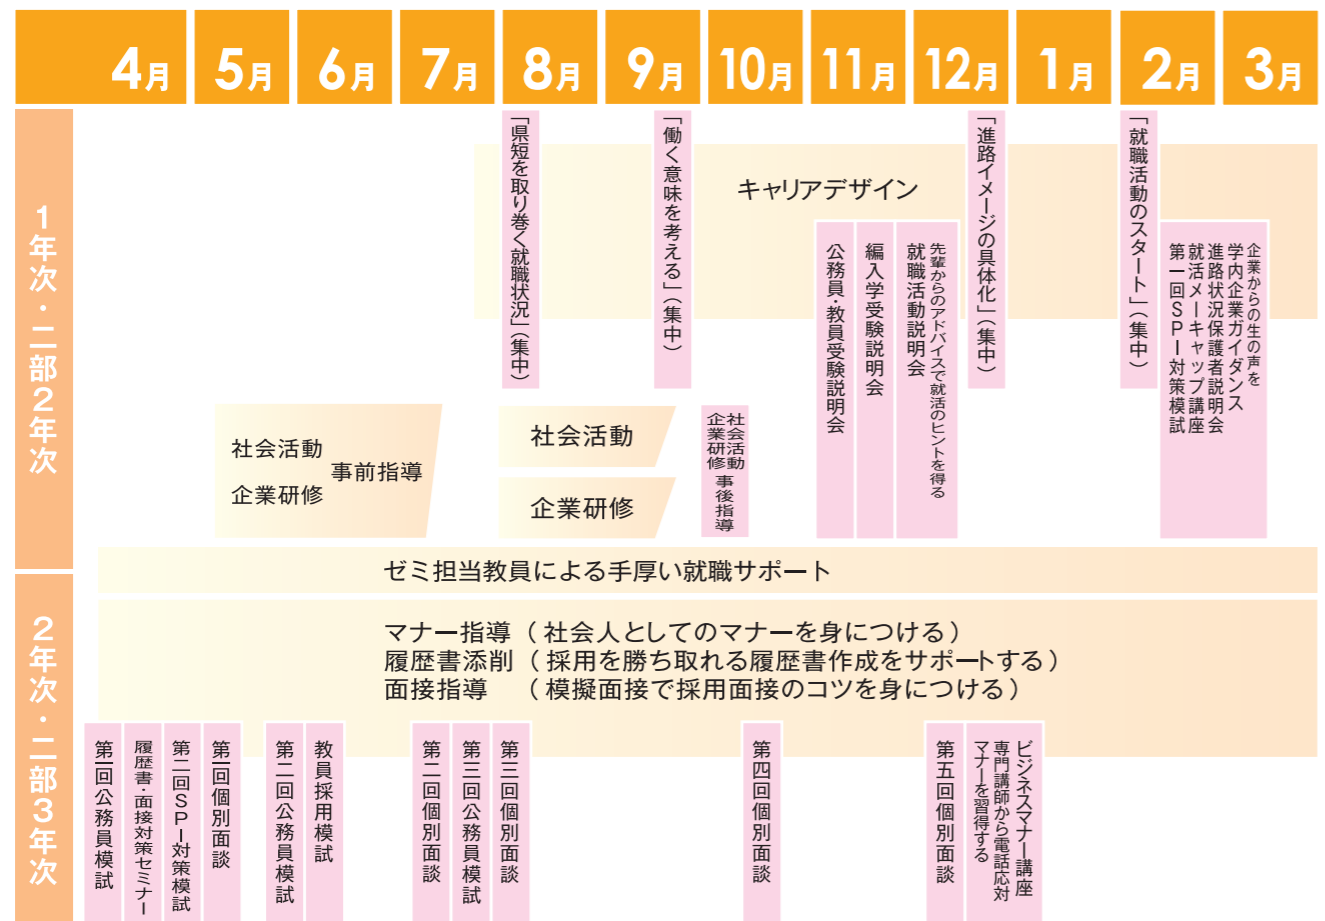 4月
5月
6月
7月
8月
9月
10月
11月
12月
1月
2月
3月
1年次・二部2年次
「県短を取り巻く就職状況」（集中）
「働く意味を考える」（集中）
「進路イメージの具体化」（集中）
「就職活動のスタート」（集中）
キャリアデザイン
公務員・教員受験説明会
編入学受験説明会
先輩からのアドバイスで就活のヒントを得る
就職活動説明会
企業からの生の声を
学内企業ガイダンス
進路状況保護者説明会
就活メーキャップ講座
第一回SPI対策模試
社会活動
企業研修
事前指導
社会活動
企業研修
社会活動
企業研修
事後指導
ゼミ担当教員による手厚い就職サポート
2年次・二部3年次
マナー指導（社会人としてのマナーを身につける）
履歴書添削（採用を勝ち取れる履歴書作成をサポートする）
面接指導　（模擬面接で採用面接のコツを身につける）
第一回公務員模試
履歴書・面接対策セミナー
第二回SPI対策模試
第一回個別面談
第二回公務員模試
教員採用模試
第二回個別面談
第三回公務員模試
第三回個別面談
第四回個別面談
第五回個別面談
ビジネスマナー講座
専門講師から電話応対
マナーを習得する